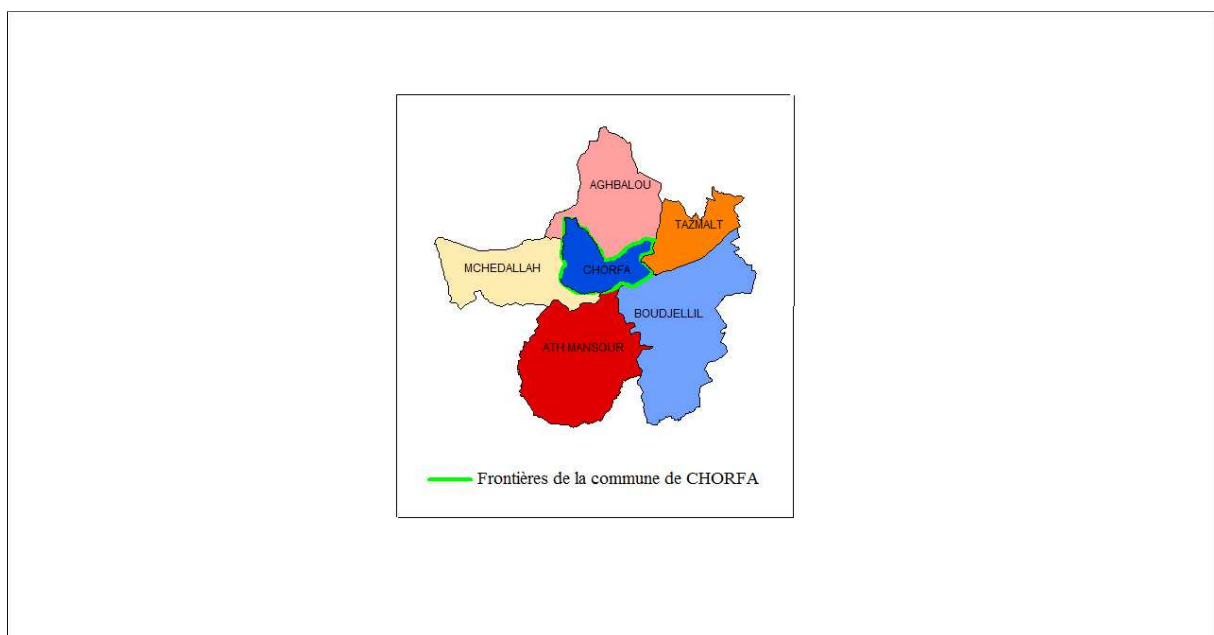 AGHBALOU
TAZMALT
MCHEDALLAH
CHORFA
BOUDJELLIL
ATH MANSOUR
Frontières de la commune de CHORFA